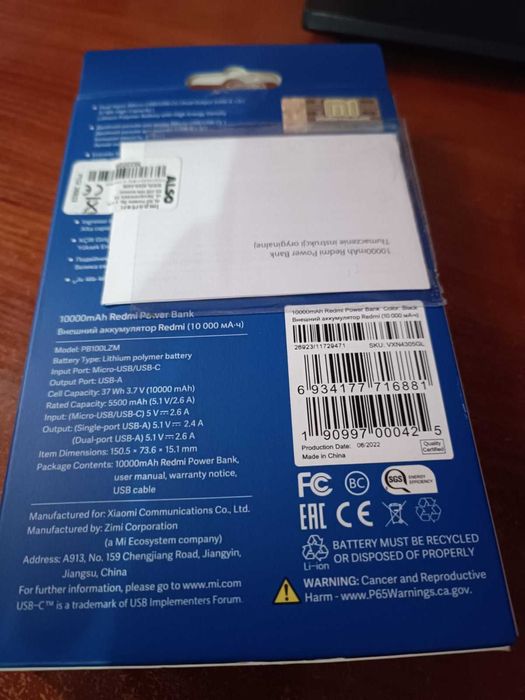 ALSO
10000mAh Redmi Power Bank
Tłumaczenie instrukcji oryginalnej
10000mAh Redmi Power Bank
Внешний аккумулятор Redmi (10 000 мА·ч)
Model: PB100LZM
Battery Type: Lithium polymer battery
Input Port: Micro-USB/USB-C
Output Port: USB-A
Cell Capacity: 37 Wh 3.7 V (10000 mAh)
Rated Capacity: 5500 mAh (5.1 V/2.6 A)
Input: (Micro-USB/USB-C) 5 V⎓2.6 A
Output: (Single-port USB-A) 5.1 V⎓2.4 A
(Dual-port USB-A) 5.1 V⎓2.6 A
Item Dimensions: 150.5 × 73.6 × 15.1 mm
Package Contents: 10000mAh Redmi Power Bank,
user manual, warranty notice,
USB cable
Manufactured for: Xiaomi Communications Co., Ltd.
Manufactured by: Zimi Corporation
(a Mi Ecosystem company)
Address: A913, No. 159 Chengjiang Road, Jiangyin,
Jiangsu, China
For further information, please go to www.mi.com
USB-C™ is a trademark of USB Implementers Forum.
10000mAh Redmi Power Bank Color: Black
Внешний аккумулятор Redmi (10 000 мА·ч)
26923/11729471 SKU: VXN4305GL
6 934177 716881
1 90997 00042 5
Production Date: 06/2022
Made in China
Quality
Certified
FC BC SGS ENERGY
EFFICIENCY
EAC CE
Li-ion
BATTERY MUST BE RECYCLED
OR DISPOSED OF PROPERLY
WARNING: Cancer and Reproductive
Harm - www.P65Warnings.ca.gov.